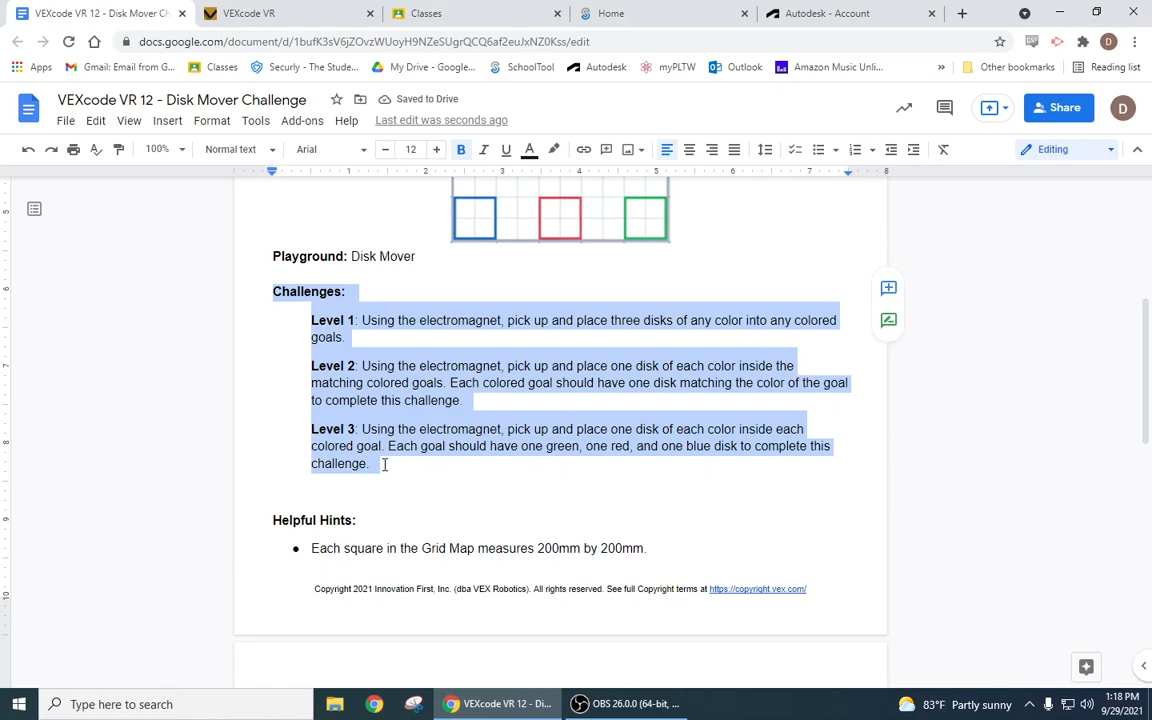 VEXcode VR 12 - Disk Mover Ch
VEXcode VR
Classes
Home
Autodesk - Account
docs.google.com/document/d/1bufK3sV6jZOvzWUoyH9NZeSUgrQCQ6af2euJxNZ0Kss/edit
Apps
Gmail: Email from G...
Classes
Securly - The Stude...
My Drive - Google...
SchoolTool
Autodesk
myPLTW
Outlook
Amazon Music Unli...
»
Other bookmarks
Reading list
VEXcode VR 12 - Disk Mover Challenge
Saved to Drive
Share
D
File Edit View Insert Format Tools Add-ons Help Last edit was seconds ago
100% Normal text Arial 12 B I U A Editing
1 2 3 4 5 6 7 8
Playground: Disk Mover
Challenges:
Level 1: Using the electromagnet, pick up and place three disks of any color into any colored
goals.
Level 2: Using the electromagnet, pick up and place one disk of each color inside the
matching colored goals. Each colored goal should have one disk matching the color of the goal
to complete this challenge.
Level 3: Using the electromagnet, pick up and place one disk of each color inside each
colored goal. Each goal should have one green, one red, and one blue disk to complete this
challenge.
Helpful Hints:
● Each square in the Grid Map measures 200mm by 200mm.
Copyright 2021 Innovation First, Inc. (dba VEX Robotics). All rights reserved. See full Copyright terms at https://copyright.vex.com/
Type here to search
VEXcode VR 12 - Di...
OBS 26.0.0 (64-bit, ...
83°F Partly sunny
1:18 PM
9/29/2021